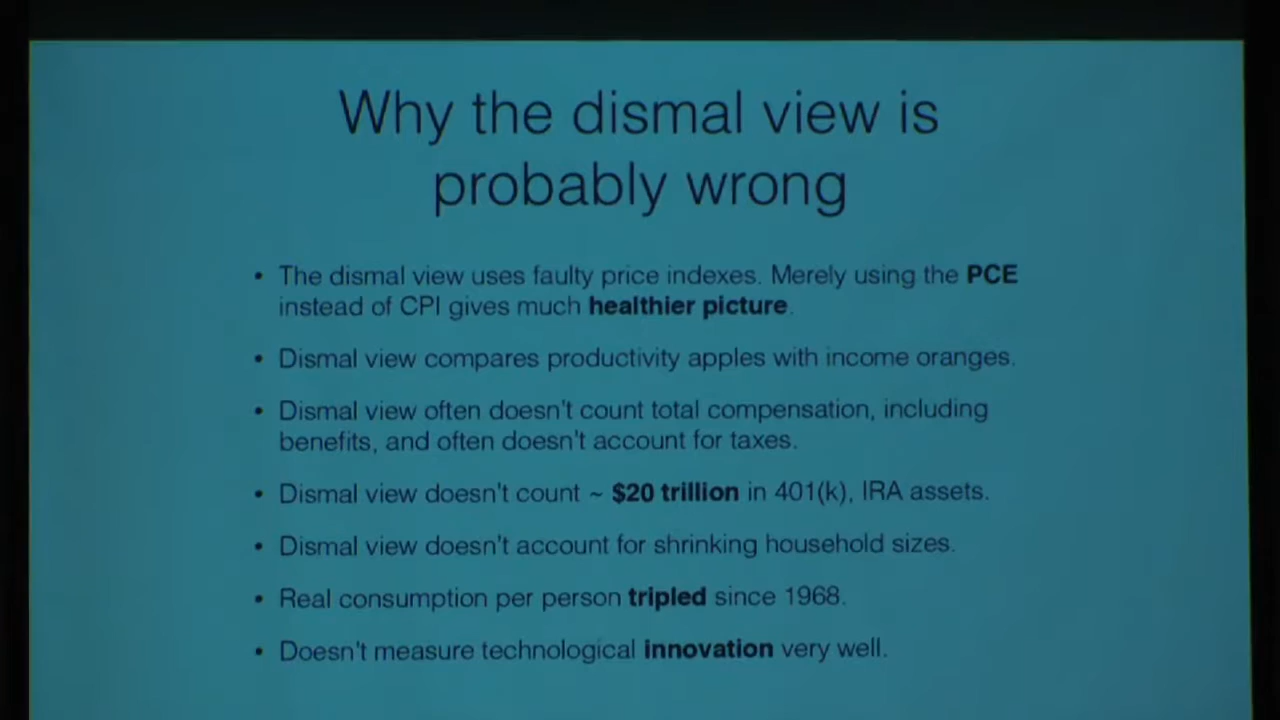 Why the dismal view is
probably wrong
• The dismal view uses faulty price indexes. Merely using the PCE
instead of CPI gives much healthier picture.
• Dismal view compares productivity apples with income oranges.
• Dismal view often doesn't count total compensation, including
benefits, and often doesn't account for taxes.
• Dismal view doesn't count ~ $20 trillion in 401(k), IRA assets.
• Dismal view doesn't account for shrinking household sizes.
• Real consumption per person tripled since 1968.
• Doesn't measure technological innovation very well.